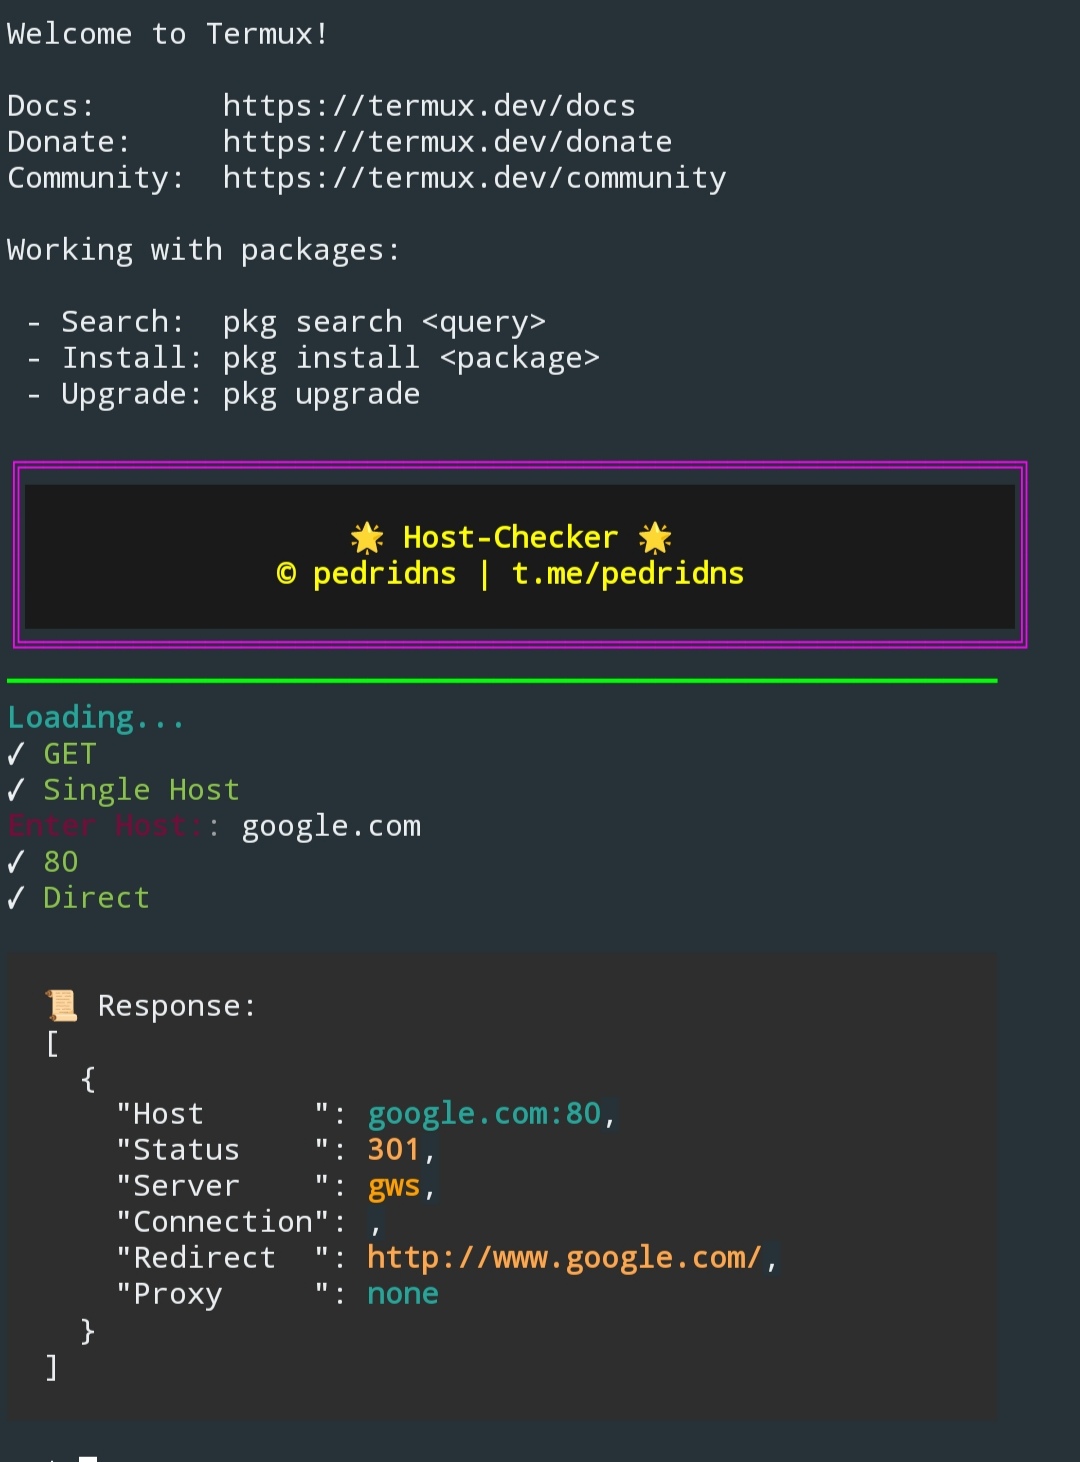 Welcome to Termux!
Docs: https://termux.dev/docs
Donate: https://termux.dev/donate
Community: https://termux.dev/community
Working with packages:
- Search: pkg search <query>
- Install: pkg install <package>
- Upgrade: pkg upgrade
🌟 Host-Checker 🌟
© pedridns | t.me/pedridns
Loading...
✓ GET
✓ Single Host
Enter Host:: google.com
✓ 80
✓ Direct
📜 Response:
[
{
"Host      ": google.com:80,
"Status    ": 301,
"Server    ": gws,
"Connection": ,
"Redirect  ": http://www.google.com/,
"Proxy     ": none
}
]